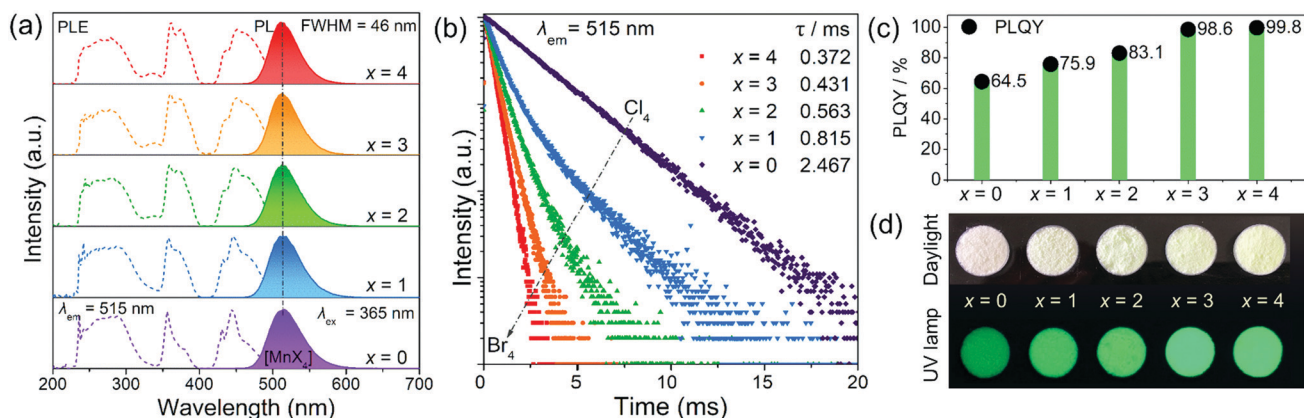 (a)
PLE
PL
FWHM = 46 nm
x = 4
x = 3
x = 2
x = 1
λem = 515 nm
λex = 365 nm
[MnX4]
x = 0
Intensity (a.u.)
200 300 400 500 600 700
Wavelength (nm)
(b)
λem = 515 nm
τ / ms
x = 4 0.372
x = 3 0.431
x = 2 0.563
x = 1 0.815
x = 0 2.467
Cl4
Br4
Intensity (a.u.)
0 5 10 15 20
Time (ms)
(c)
PLQY
100
80
60
40
20
0
PLQY / %
64.5
75.9
83.1
98.6
99.8
x = 0 x = 1 x = 2 x = 3 x = 4
(d)
Daylight
x = 0 x = 1 x = 2 x = 3 x = 4
UV lamp